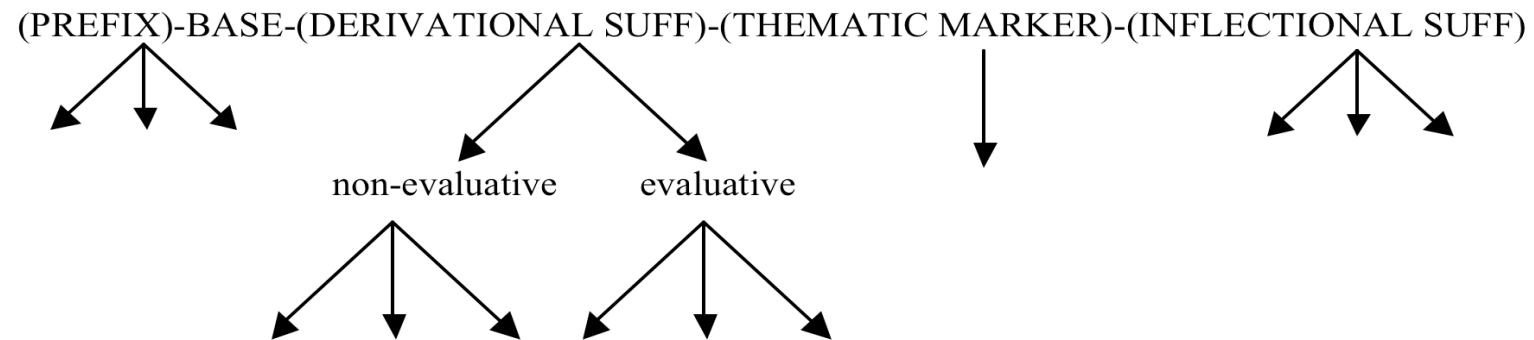 (PREFIX)-BASE-(DERIVATIONAL SUFF)-(THEMATIC MARKER)-(INFLECTIONAL SUFF)
non-evaluative evaluative